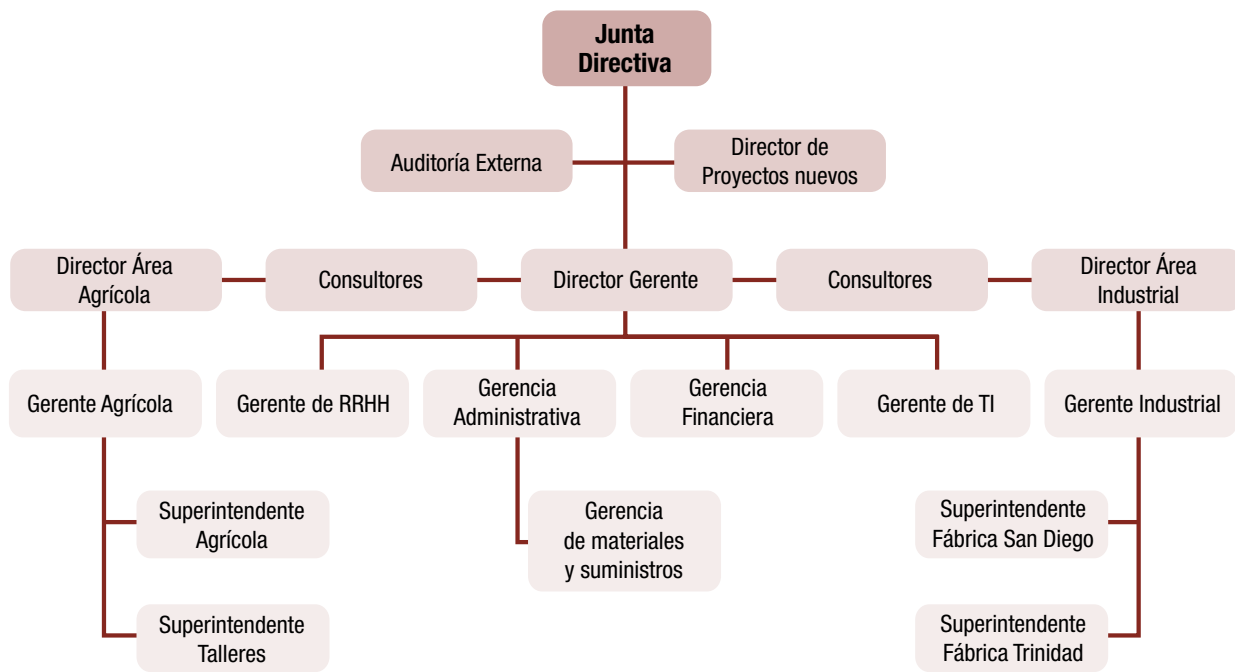 Junta
Directiva
Auditoría Externa
Director de
Proyectos nuevos
Director Área
Agrícola
Consultores
Director Gerente
Consultores
Director Área
Industrial
Gerente Agrícola
Gerente de RRHH
Gerencia
Administrativa
Gerencia
Financiera
Gerente de TI
Gerente Industrial
Superintendente
Agrícola
Gerencia
de materiales
y suministros
Superintendente
Fábrica San Diego
Superintendente
Talleres
Superintendente
Fábrica Trinidad